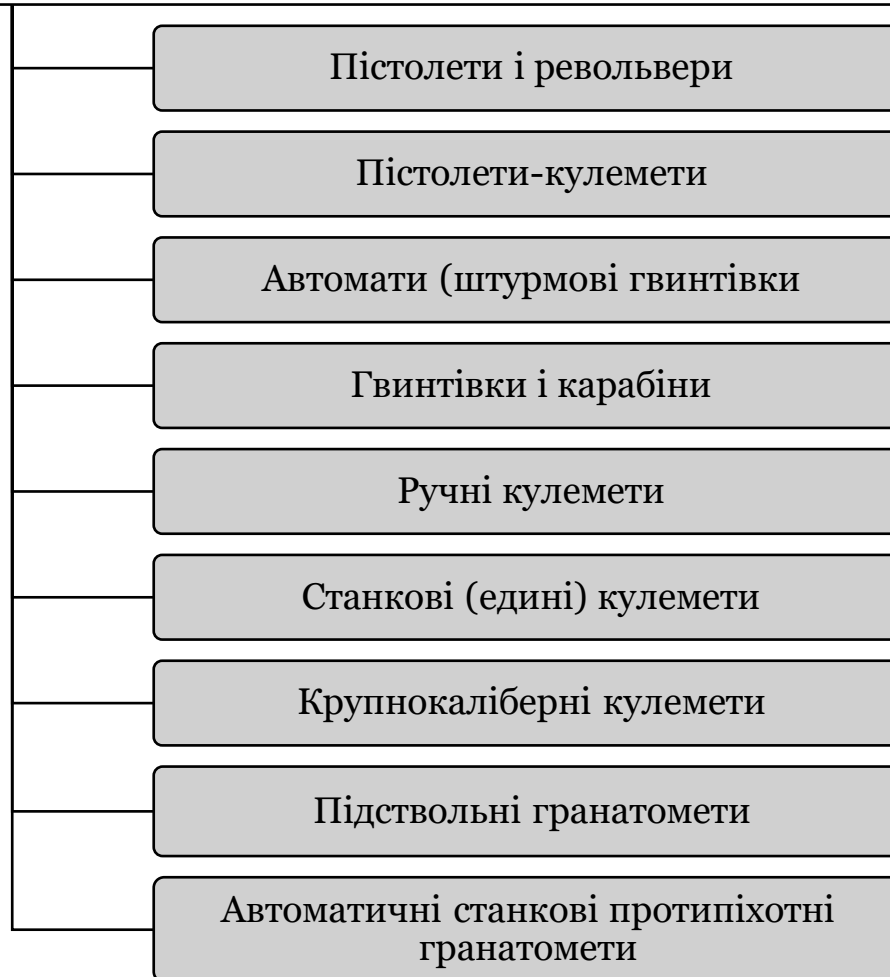 Пістолети і револьвери
Пістолети-кулемети
Автомати (штурмові гвинтівки
Гвинтівки і карабіни
Ручні кулемети
Станкові (едині) кулемети
Крупнокаліберні кулемети
Підствольні гранатомети
Автоматичні станкові протипіхотні
гранатомети